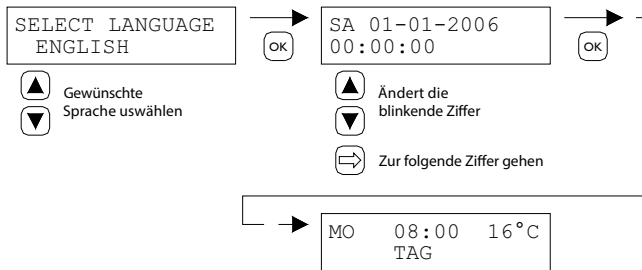 SELECT LANGUAGE
ENGLISH
OK
SA 01-01-2006
00:00:00
OK
Gewünschte
Sprache uswählen
Ändert die
blinkende Ziffer
Zur folgende Ziffer gehen
MO 08:00 16°C
TAG